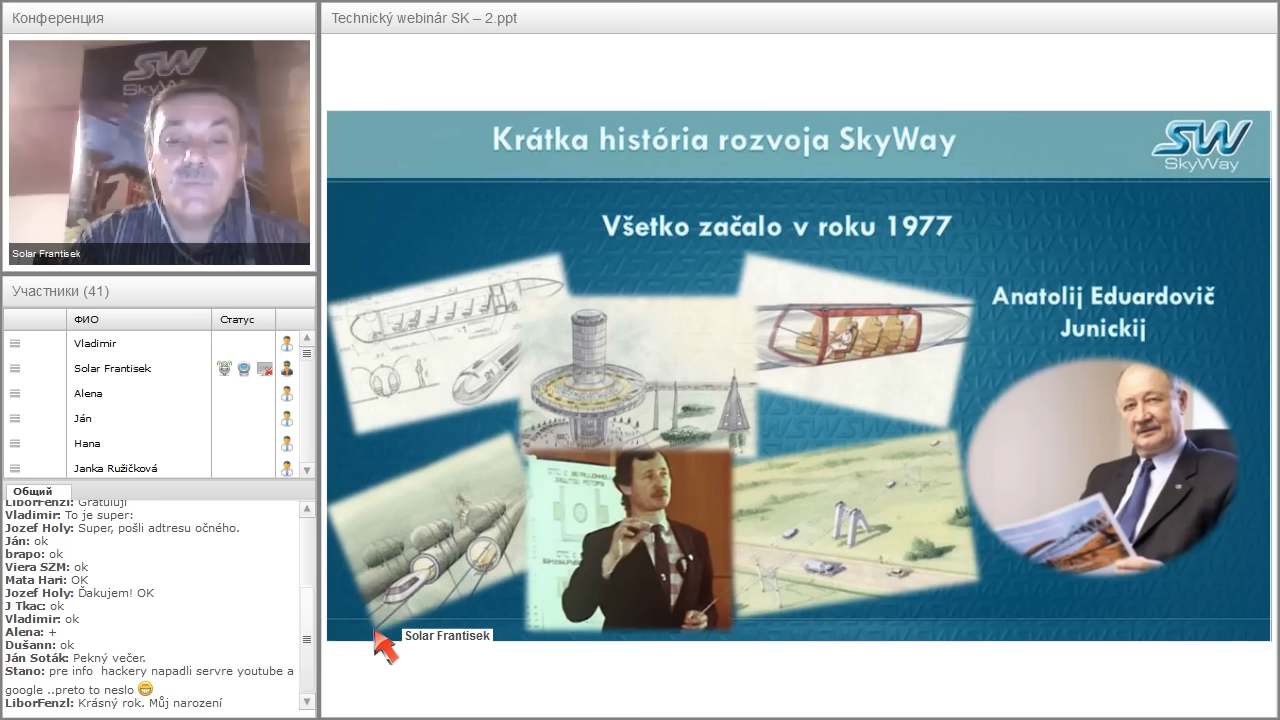 Конференция
SW
SkyWay
Solar Frantisek
Участники (41)
ФИО
Статус
Vladimir
Solar Frantisek
Alena
Ján
Hana
Janka Ružičková
Общий
LiborFenzl: Gratuluji
Vladimir: To je super:
Jozef Holy: Super, pošli adtresu očného.
Ján: ok
brapo: ok
Viera SZM: ok
Mata Hari: OK
Jozef Holy: Ďakujem! OK
J Tkac: ok
Vladimir: ok
Alena: +
Dušann: ok
Ján Soták: Pekný večer.
Stano: pre info hackery napadli servre youtube a
google ..preto to neslo
LiborFenzl: Krásný rok. Můj narození
Technický webinár SK – 2.ppt
Krátka história rozvoja SkyWay
SW
SkyWay
Všetko začalo v roku 1977
Anatolij Eduardovič
Junickij
Solar Frantisek